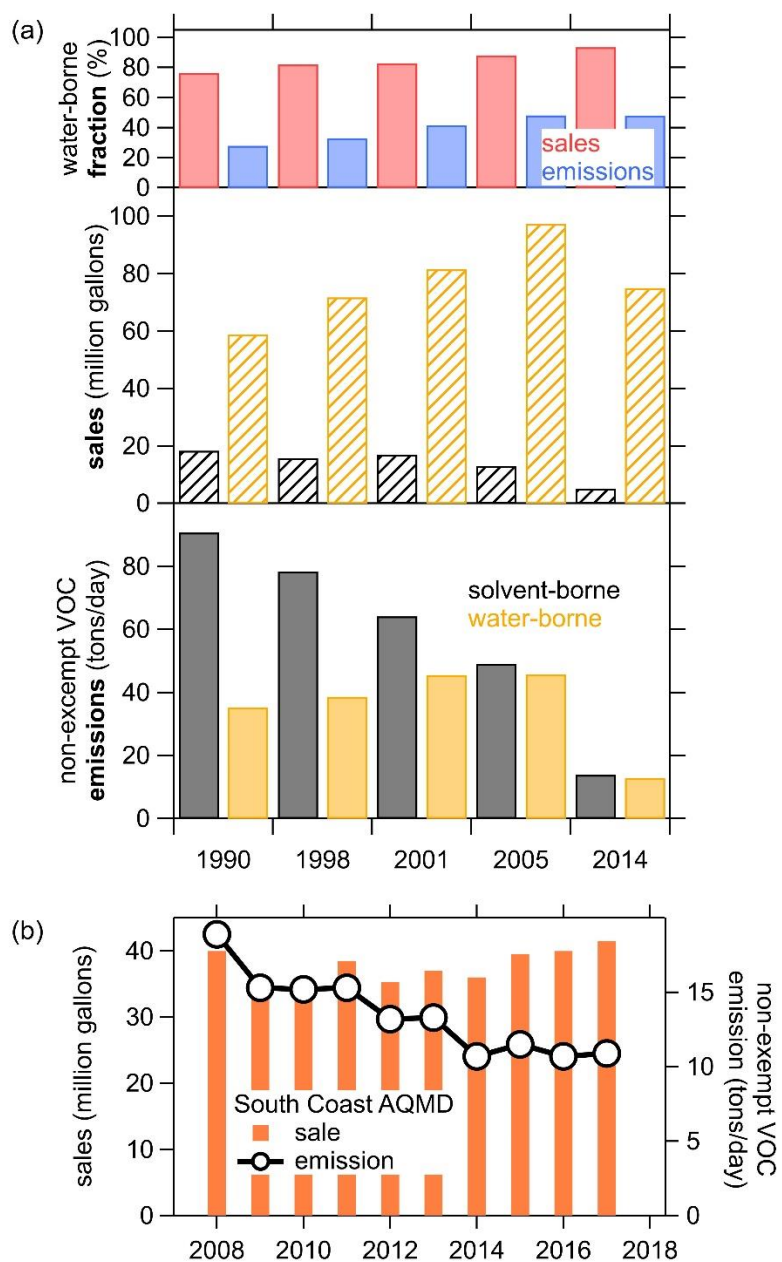 (a)
water-borne
fraction (%)
100
80
60
40
20
0
sales
emissions
sales (million gallons)
100
80
60
40
20
0
non-excempt VOC
emissions (tons/day)
80
60
40
20
0
solvent-borne
water-borne
1990 1998 2001 2005 2014
(b)
sales (million gallons)
40
30
20
10
0
South Coast AQMD
sale
emission
15
10
5
0
non-exempt VOC
emission (tons/day)
2008 2010 2012 2014 2016 2018